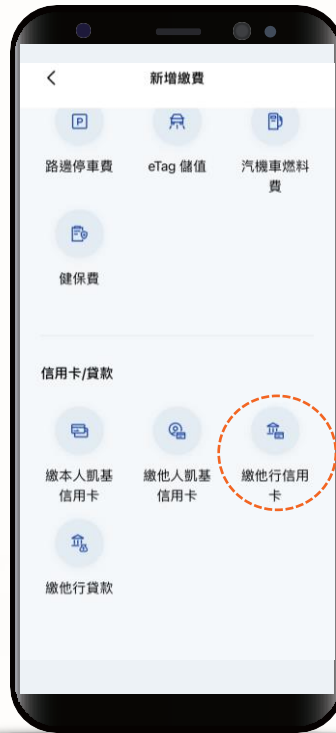 新增繳費
P
路邊停車費 eTag 儲值 汽機車燃料
費
健保費
信用卡/貸款
繳本人凱基 繳他人凱基 繳他行信用
信用卡 信用卡 卡
繳他行貸款